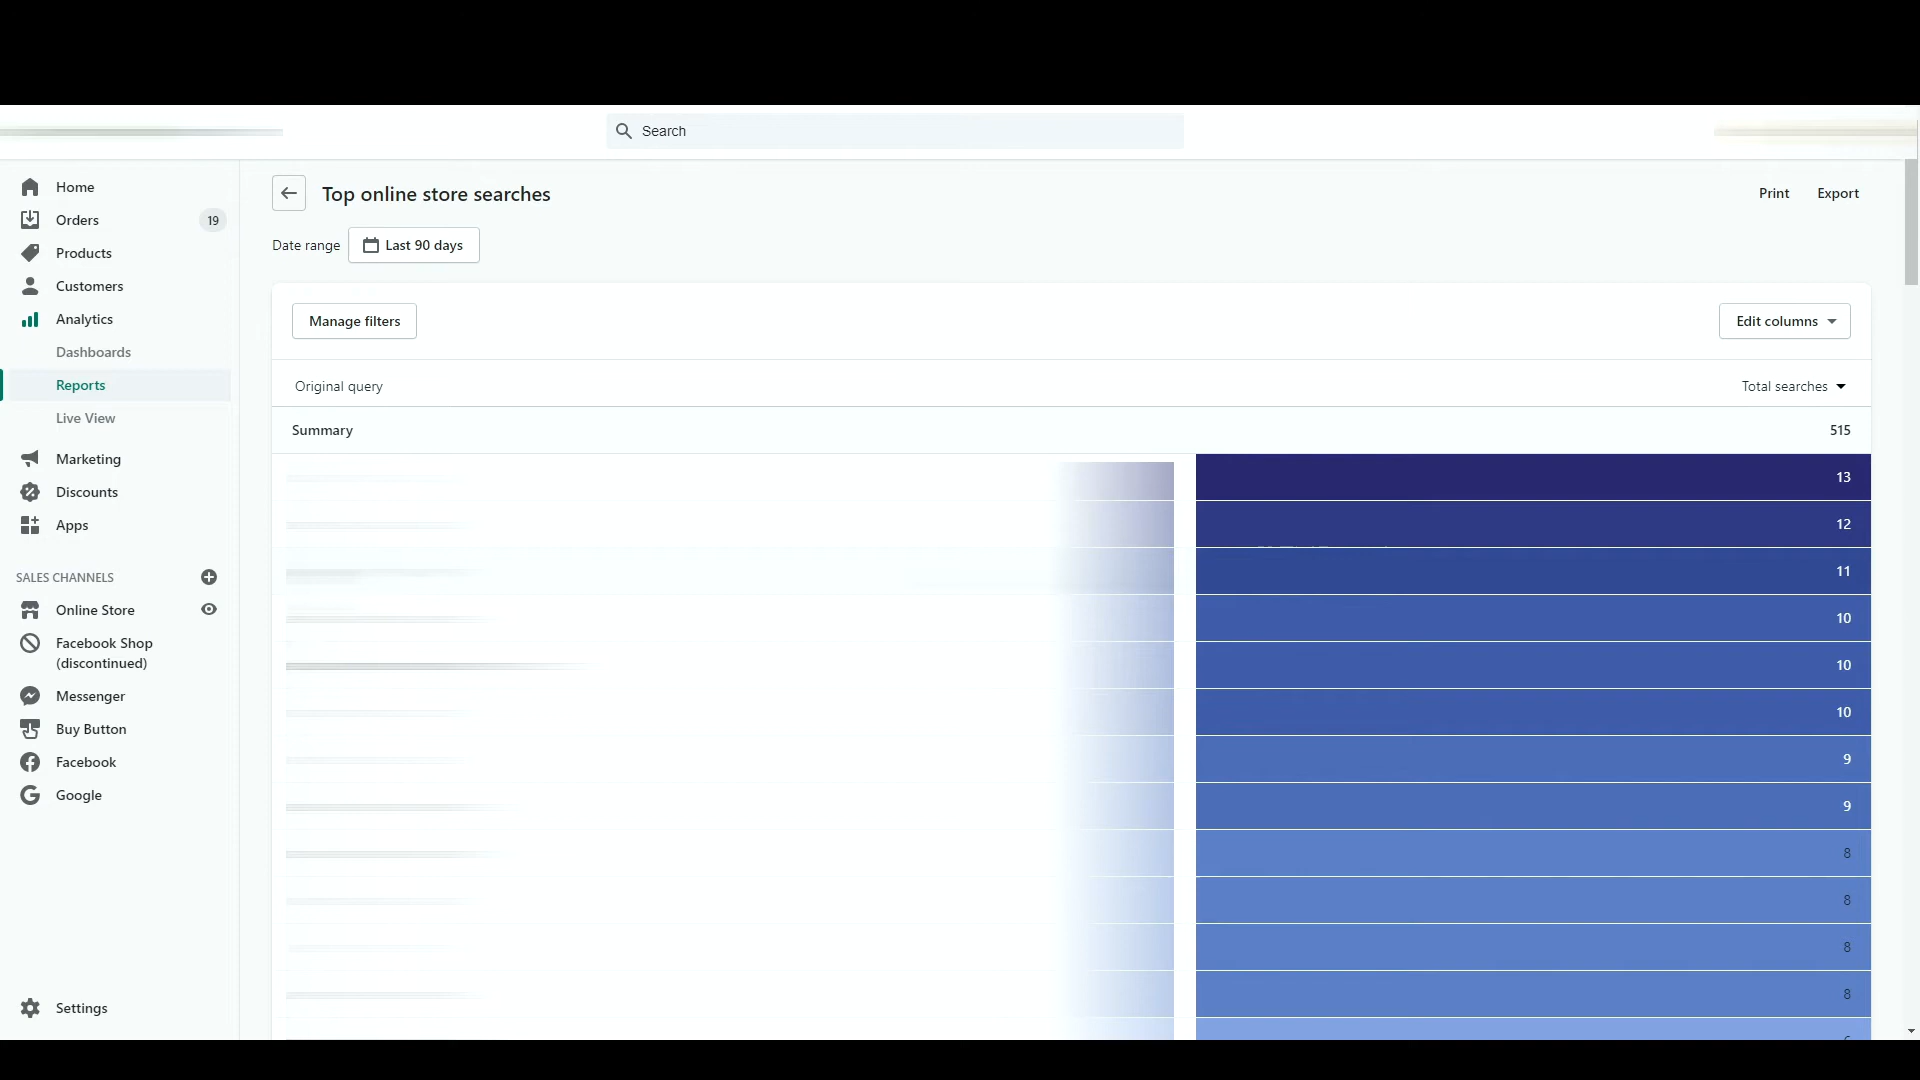 Search
Home
Orders 19
Products
Customers
Analytics
Dashboards
Reports
Live View
Marketing
Discounts
Apps
SALES CHANNELS
Online Store
Facebook Shop
(discontinued)
Messenger
Buy Button
Facebook
Google
Settings
Top online store searches
Print Export
Date range Last 90 days
Manage filters Edit columns
Original query Total searches
Summary 515
13
12
11
10
10
10
9
9
8
8
8
8